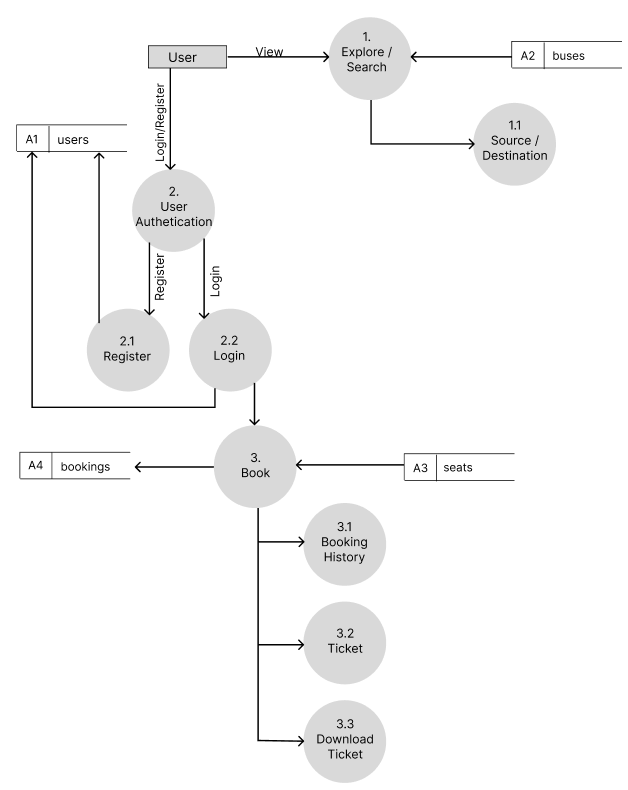 1.
Explore /
Search
User
View
A2
buses
Login/Register
1.1
Source /
Destination
A1
users
2.
User
Authetication
Register
Login
2.1
Register
2.2
Login
3.
Book
A4
bookings
A3
seats
3.1
Booking
History
3.2
Ticket
3.3
Download
Ticket